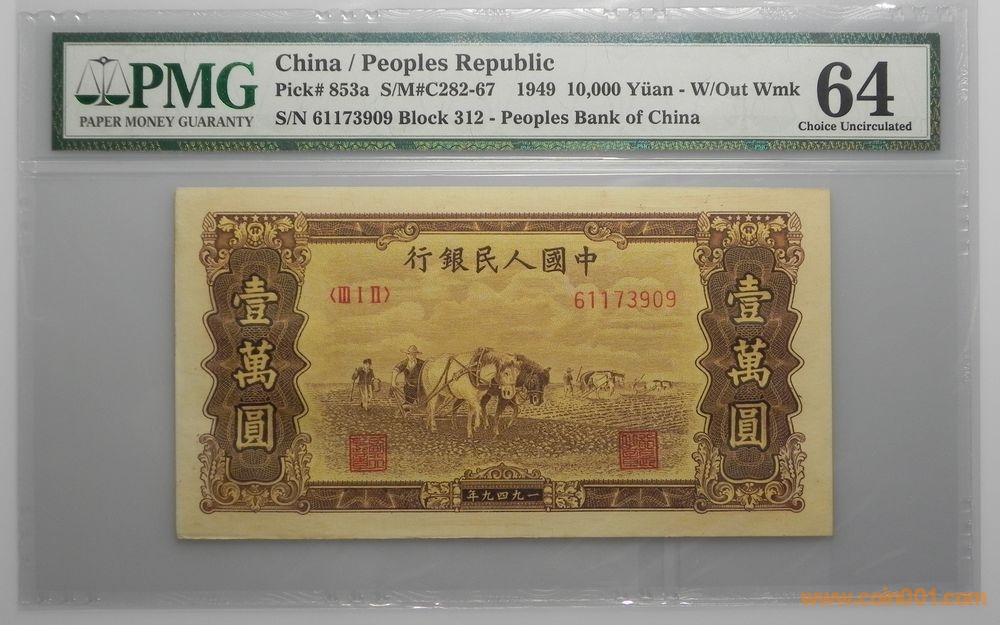 PMG
PAPER MONEY GUARANTY
China / Peoples Republic
Pick# 853a S/M#C282-67 1949 10,000 Yüan - W/Out Wmk
S/N 61173909 Block 312 - Peoples Bank of China
64
Choice Uncirculated
行銀民人國中
〈III I II〉
61173909
壹萬圓
壹萬圓
年九四九一
www.coin001.com